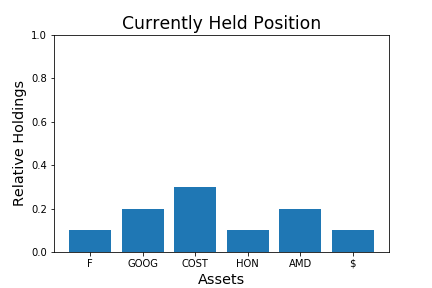 Currently Held Position
Relative Holdings
1.0
0.8
0.6
0.4
0.2
0.0
F GOOG COST HON AMD $
Assets